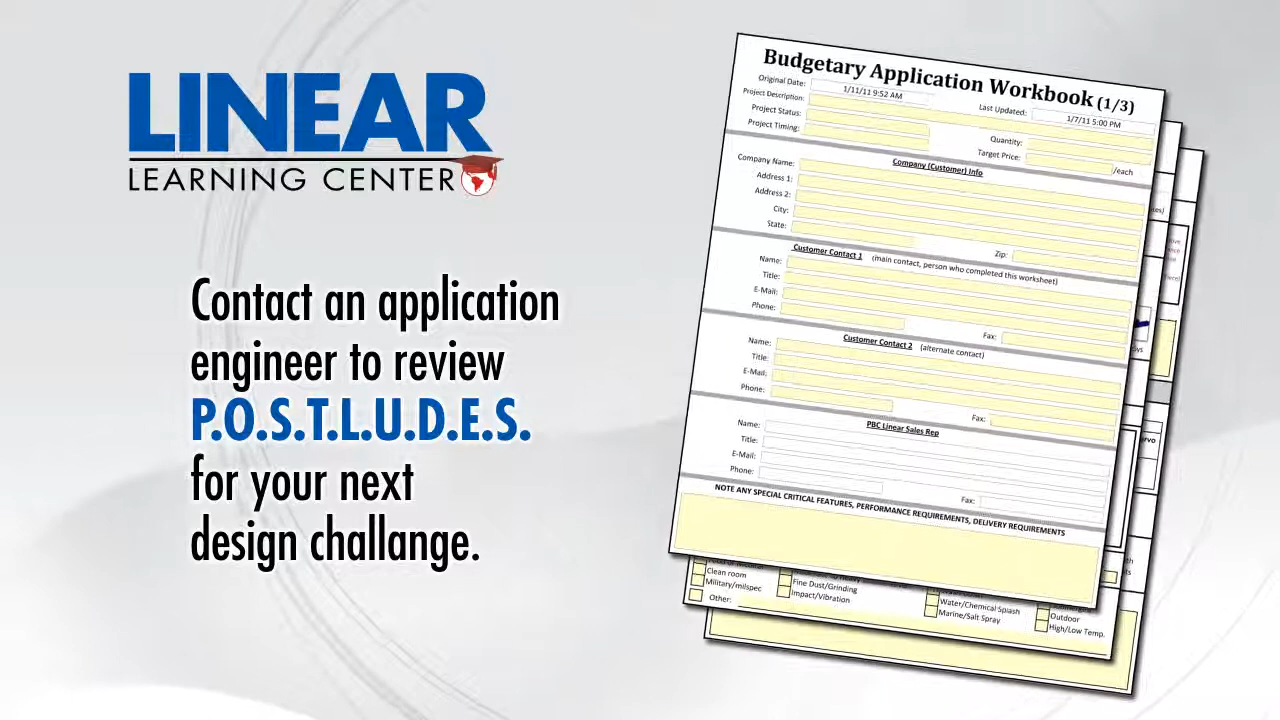 LINEAR
LEARNING CENTER
Contact an application
engineer to review
P.O.S.T.L.U.D.E.S.
for your next
design challange.
Budgetary Application Workbook (1/3)
Original Date: 1/11/11 9:52 AM Last Updated: 1/7/11 5:00 PM
Project Description:
Project Status: Quantity:
Project Timing: Target Price: /each
Company (Customer) Info
Company Name:
Address 1:
Address 2:
City:
State: Zip:
Customer Contact 1 (main contact, person who completed this worksheet)
Name:
Title:
E-Mail:
Phone: Fax:
Customer Contact 2 (alternate contact)
Name:
Title:
E-Mail:
Phone: Fax:
PBC Linear Sales Rep
Name:
Title:
E-Mail:
Phone: Fax:
NOTE ANY SPECIAL CRITICAL FEATURES, PERFORMANCE REQUIREMENTS, DELIVERY REQUIREMENTS
Clean room Fine Dust/Grinding Water/Chemical Splash Outdoor
Military/milspec Impact/Vibration Marine/Salt Spray High/Low Temp.
Other: